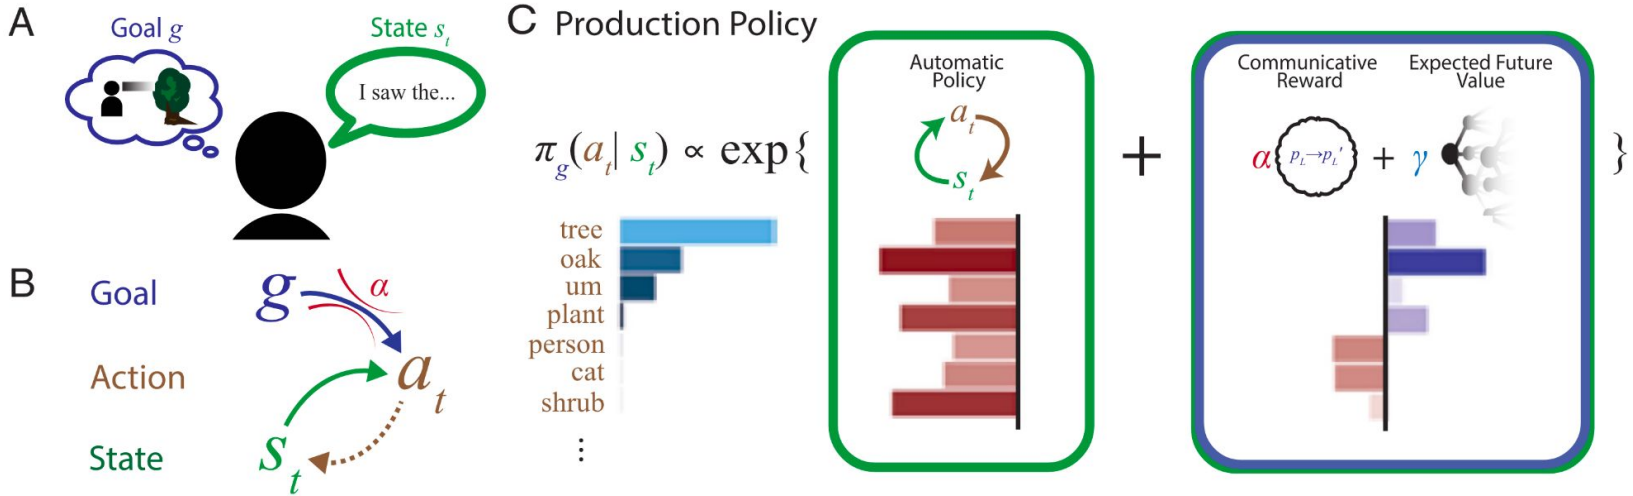 A
Goal g
State s_t
I saw the...
B
Goal
g
α
Action
a_t
State
s_t
C Production Policy
π_g(a_t| s_t) ∝ exp{
Automatic
Policy
a_t
s_t
+
Communicative
Reward
Expected Future
Value
α p_L→p_L' + γ }
tree
oak
um
plant
person
cat
shrub
⋮